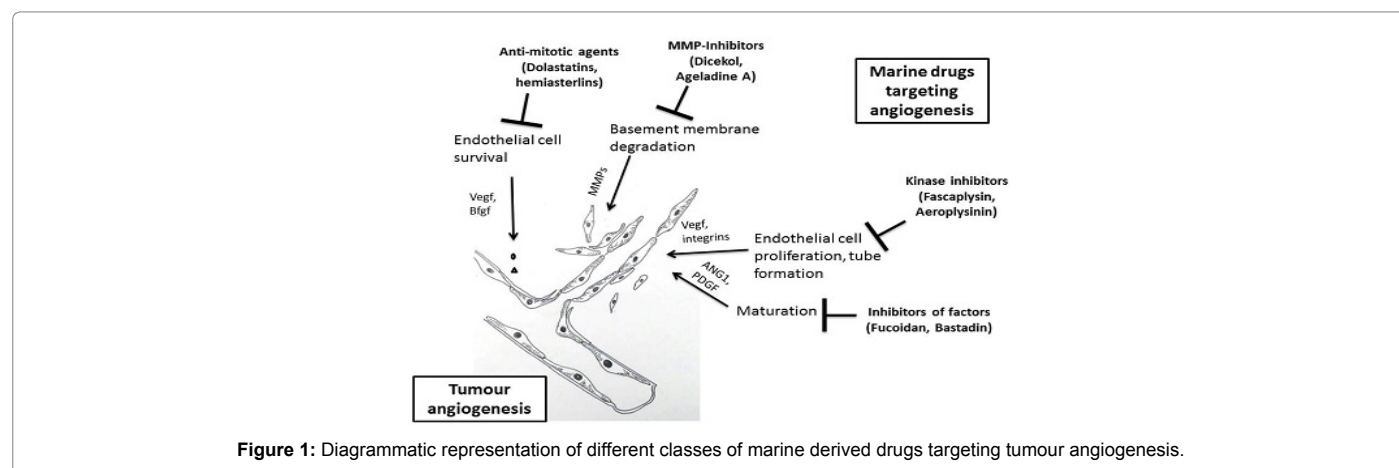 Anti-mitotic agents
(Dolastatins,
hemiasterlins)
MMP-Inhibitors
(Dicekol,
Ageladine A)
Marine drugs
targeting
angiogenesis
Endothelial cell
survival
Basement membrane
degradation
Vegf,
Bfgf
MMPs
Kinase inhibitors
(Fascaplysin,
Aeroplysinin)
Vegf,
integrins
Endothelial cell
proliferation, tube
formation
ANG1,
PDGF
Maturation
Inhibitors of factors
(Fucoidan, Bastadin)
Tumour
angiogenesis
Figure 1: Diagrammatic representation of different classes of marine derived drugs targeting tumour angiogenesis.